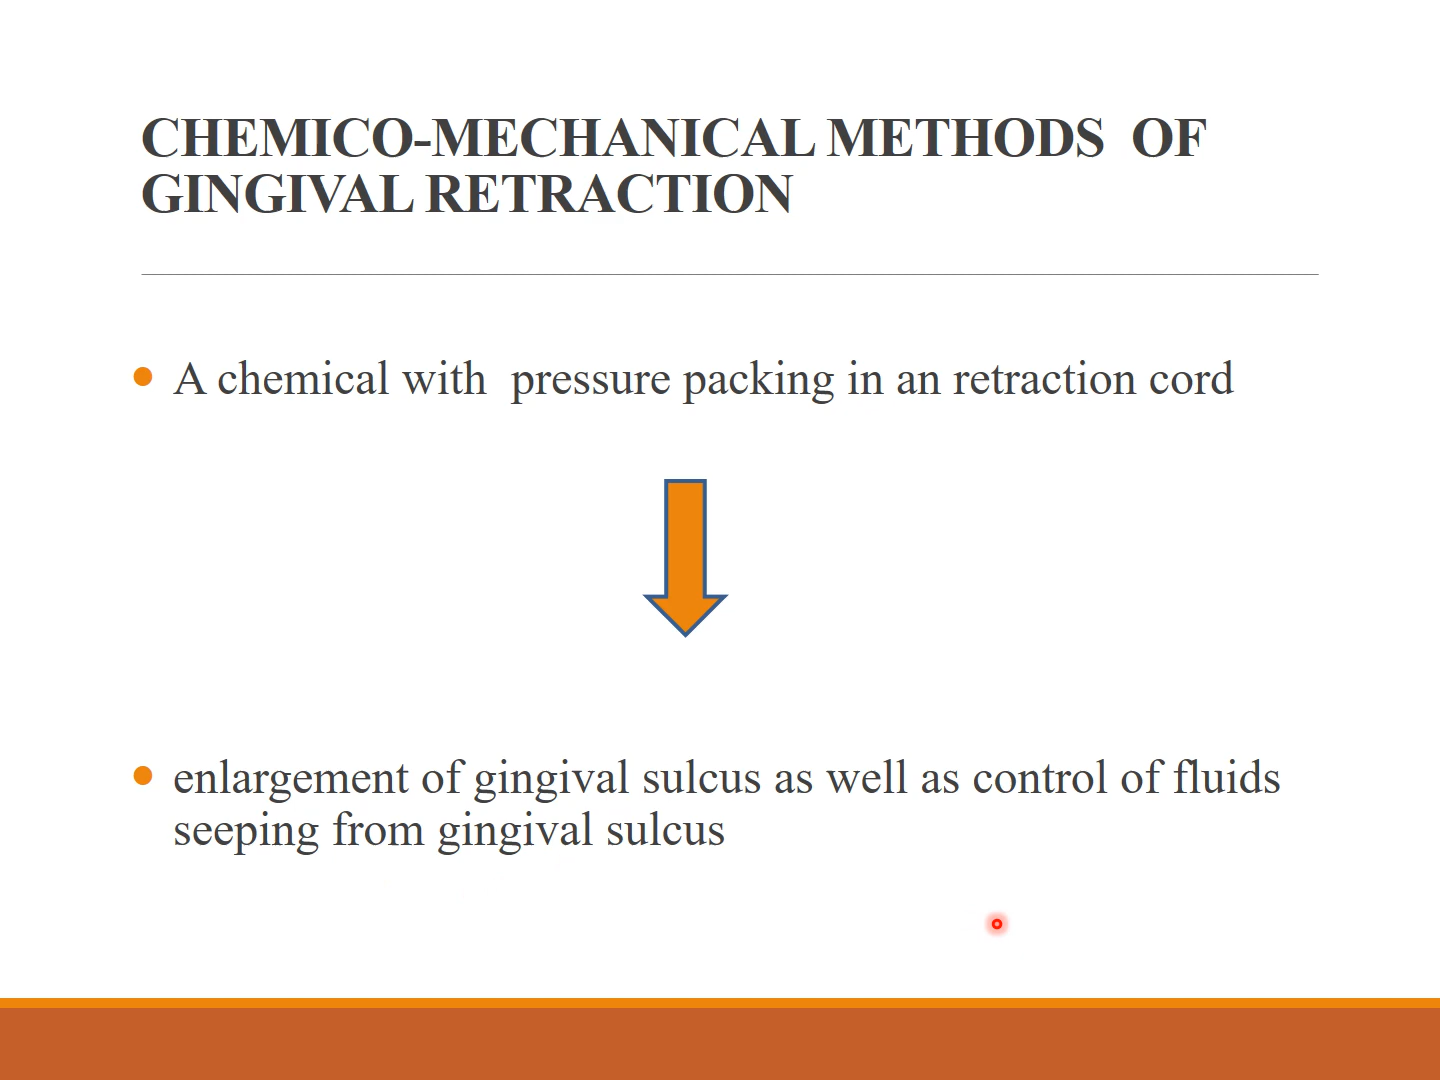 CHEMICO-MECHANICAL METHODS  OF
GINGIVAL RETRACTION
A chemical with  pressure packing in an retraction cord
enlargement of gingival sulcus as well as control of fluids
seeping from gingival sulcus